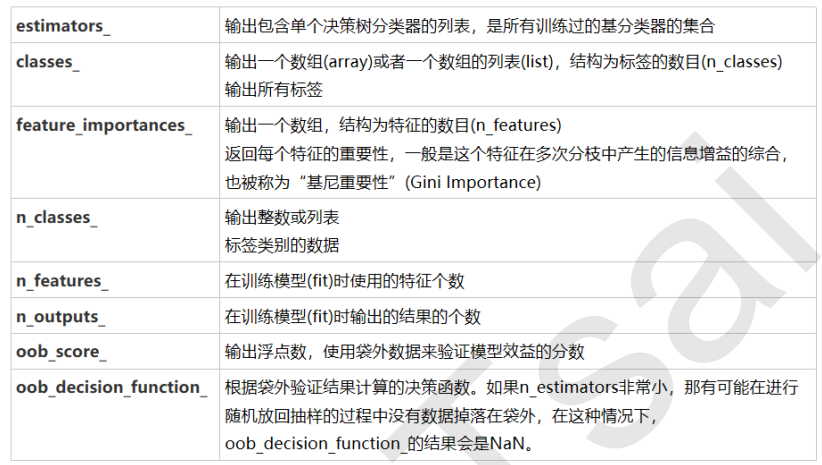 estimators_ 输出包含单个决策树分类器的列表，是所有训练过的基分类器的集合
classes_ 输出一个数组(array)或者一个数组的列表(list)，结构为标签的数目(n_classes)
输出所有标签
feature_importances_ 输出一个数组，结构为特征的数目(n_features)
返回每个特征的重要性，一般是这个特征在多次分枝中产生的信息增益的综合，
也被称为“基尼重要性”(Gini Importance)
n_classes_ 输出整数或列表
标签类别的数据
n_features_ 在训练模型(fit)时使用的特征个数
n_outputs_ 在训练模型(fit)时输出的结果的个数
oob_score_ 输出浮点数，使用袋外数据来验证模型效益的分数
oob_decision_function_ 根据袋外验证结果计算的决策函数。如果n_estimators非常小，那有可能在进行
随机放回抽样的过程中没有数据掉落在袋外，在这种情况下，
oob_decision_function_的结果会是NaN。
Tsai